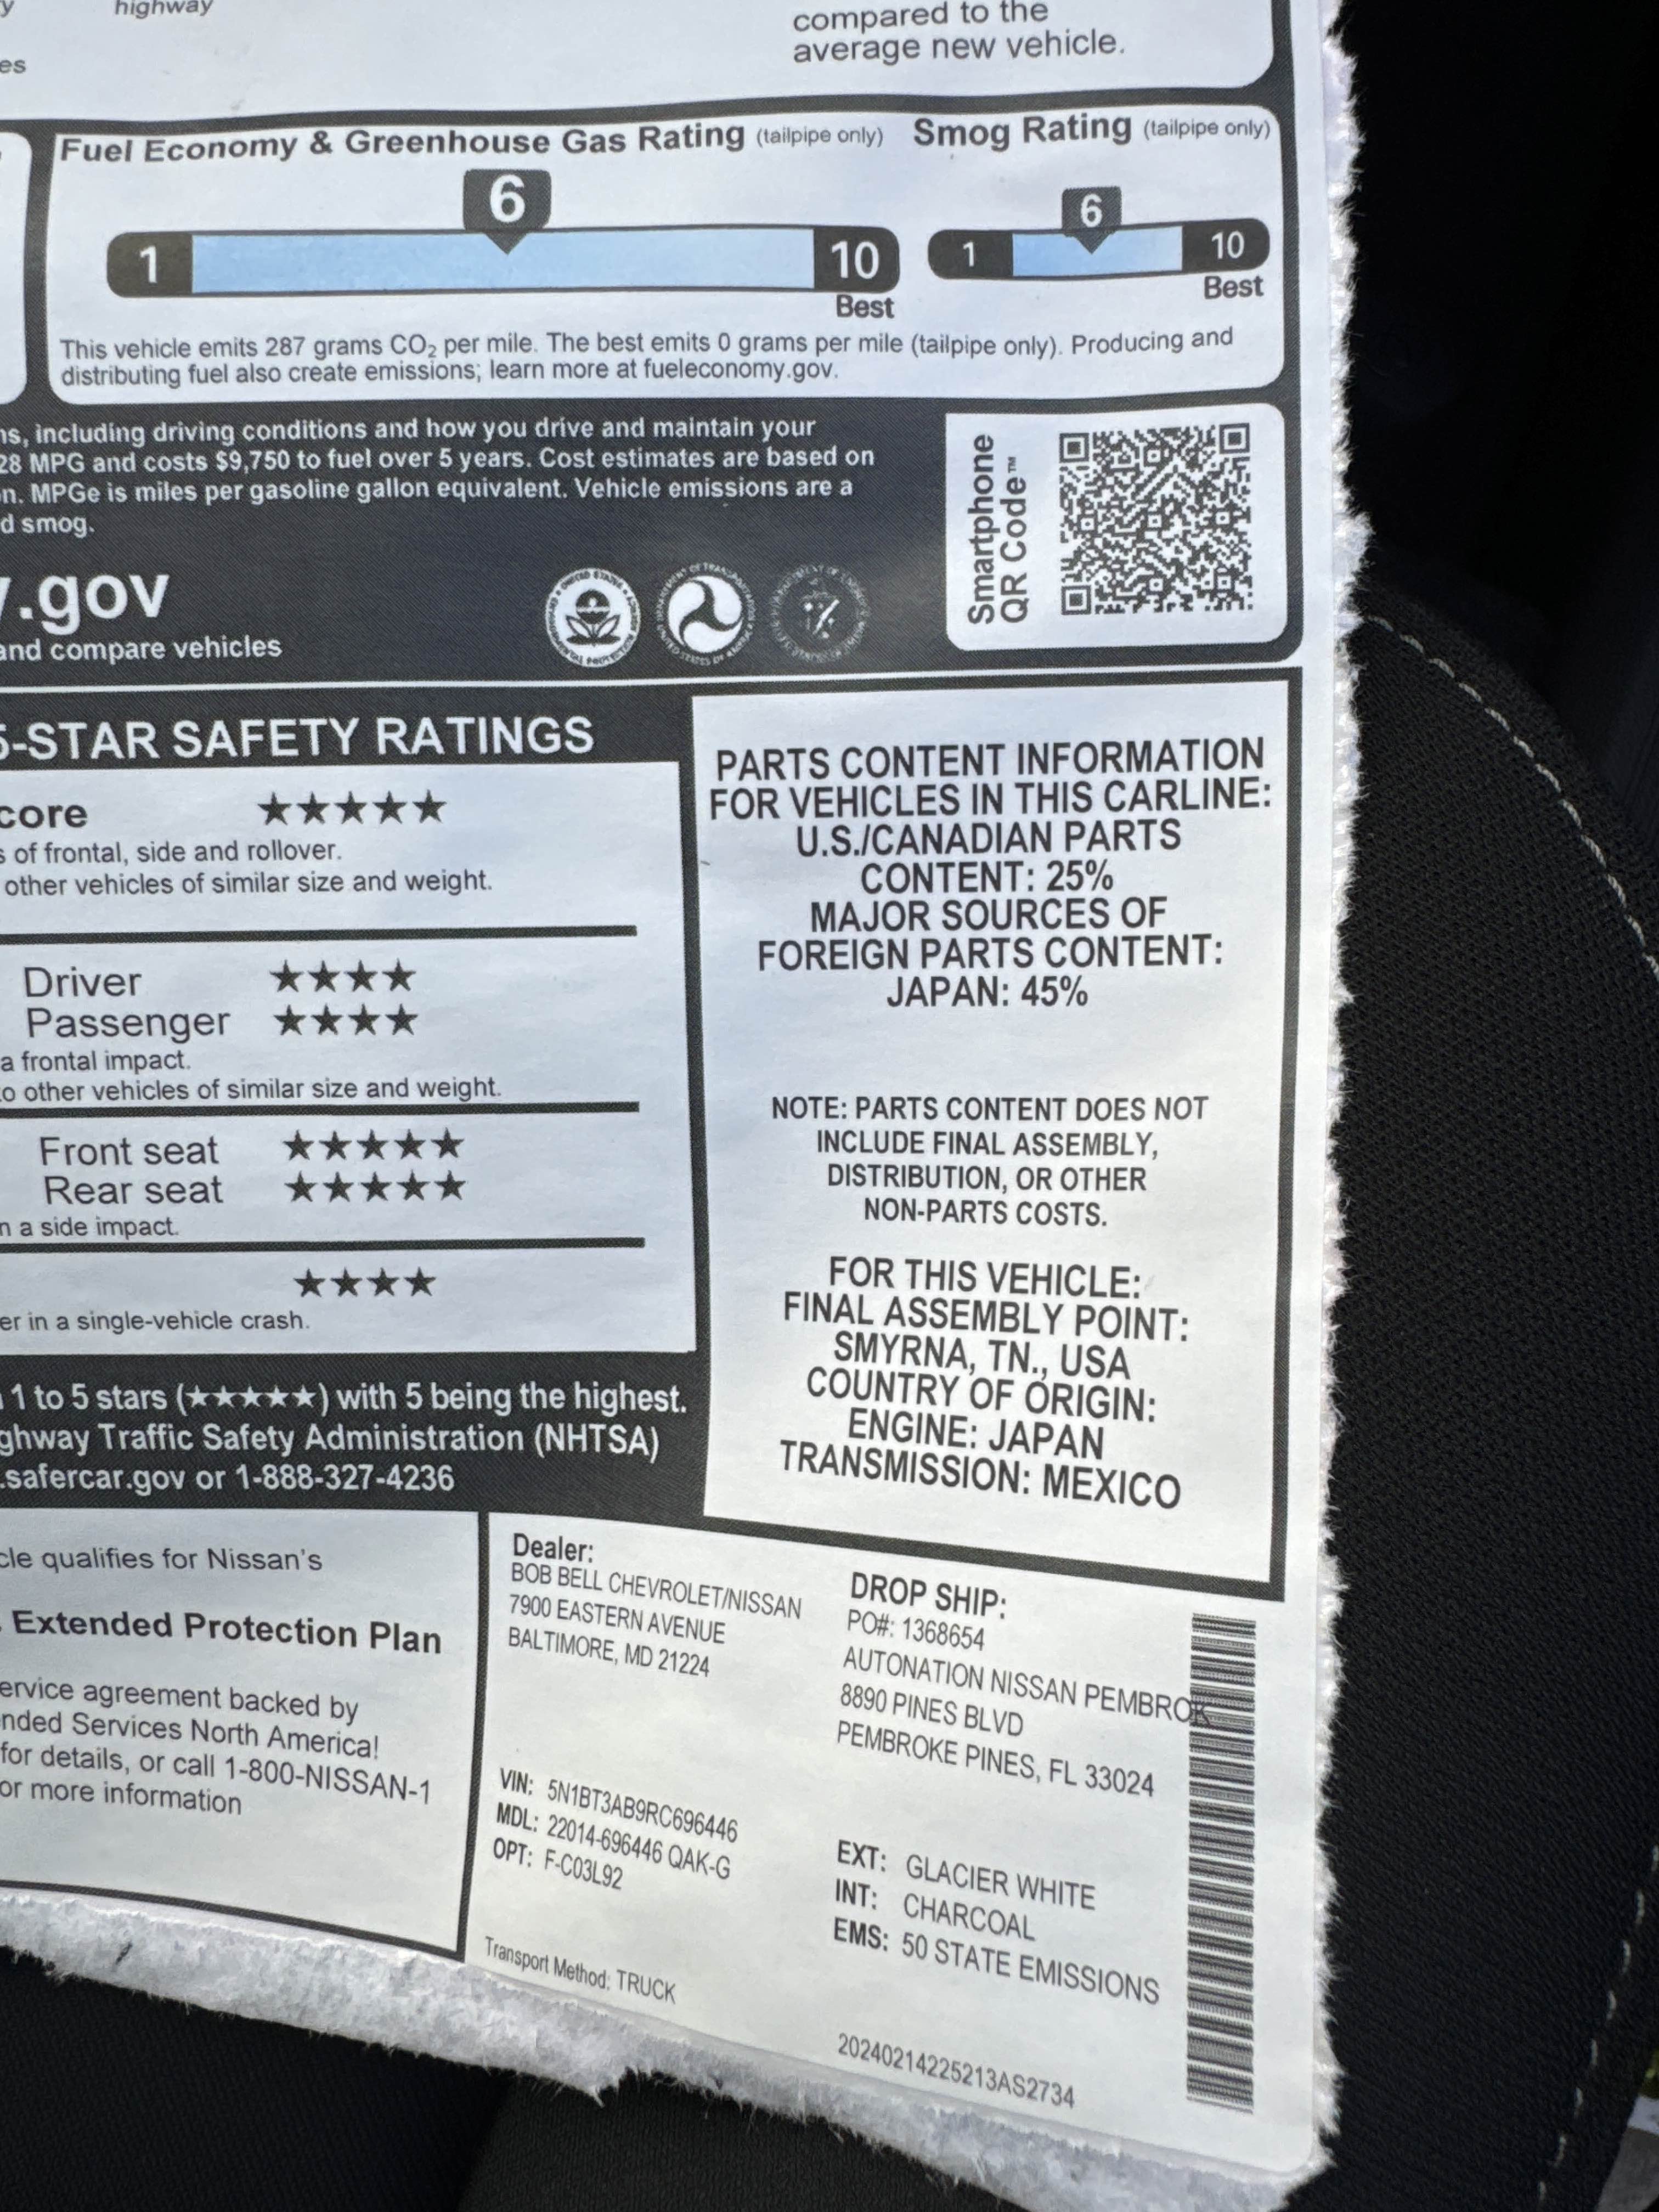 y highway
es
compared to the
average new vehicle.
Fuel Economy & Greenhouse Gas Rating (tailpipe only)
6
1
10
Best
Smog Rating (tailpipe only)
6
1
10
Best
This vehicle emits 287 grams CO₂ per mile. The best emits 0 grams per mile (tailpipe only). Producing and
distributing fuel also create emissions; learn more at fueleconomy.gov.
ns, including driving conditions and how you drive and maintain your
28 MPG and costs $9,750 to fuel over 5 years. Cost estimates are based on
n. MPGe is miles per gasoline gallon equivalent. Vehicle emissions are a
d smog.
.gov
and compare vehicles
Smartphone
QR Code™
5-STAR SAFETY RATINGS
core ★★★★★
s of frontal, side and rollover.
other vehicles of similar size and weight.
Driver ★★★★
Passenger ★★★★
a frontal impact.
to other vehicles of similar size and weight.
Front seat ★★★★★
Rear seat ★★★★★
n a side impact.
★★★★
er in a single-vehicle crash.
1 to 5 stars (★★★★★) with 5 being the highest.
ghway Traffic Safety Administration (NHTSA)
.safercar.gov or 1-888-327-4236
PARTS CONTENT INFORMATION
FOR VEHICLES IN THIS CARLINE:
U.S./CANADIAN PARTS
CONTENT: 25%
MAJOR SOURCES OF
FOREIGN PARTS CONTENT:
JAPAN: 45%
NOTE: PARTS CONTENT DOES NOT
INCLUDE FINAL ASSEMBLY,
DISTRIBUTION, OR OTHER
NON-PARTS COSTS.
FOR THIS VEHICLE:
FINAL ASSEMBLY POINT:
SMYRNA, TN., USA
COUNTRY OF ORIGIN:
ENGINE: JAPAN
TRANSMISSION: MEXICO
cle qualifies for Nissan's
Extended Protection Plan
ervice agreement backed by
nded Services North America!
for details, or call 1-800-NISSAN-1
or more information
Dealer:
BOB BELL CHEVROLET/NISSAN
7900 EASTERN AVENUE
BALTIMORE, MD 21224
VIN: 5N1BT3AB9RC696446
MDL: 22014-696446 QAK-G
OPT: F-C03L92
Transport Method: TRUCK
DROP SHIP:
PO#: 1368654
AUTONATION NISSAN PEMBROK
8890 PINES BLVD
PEMBROKE PINES, FL 33024
EXT: GLACIER WHITE
INT: CHARCOAL
EMS: 50 STATE EMISSIONS
20240214225213AS2734